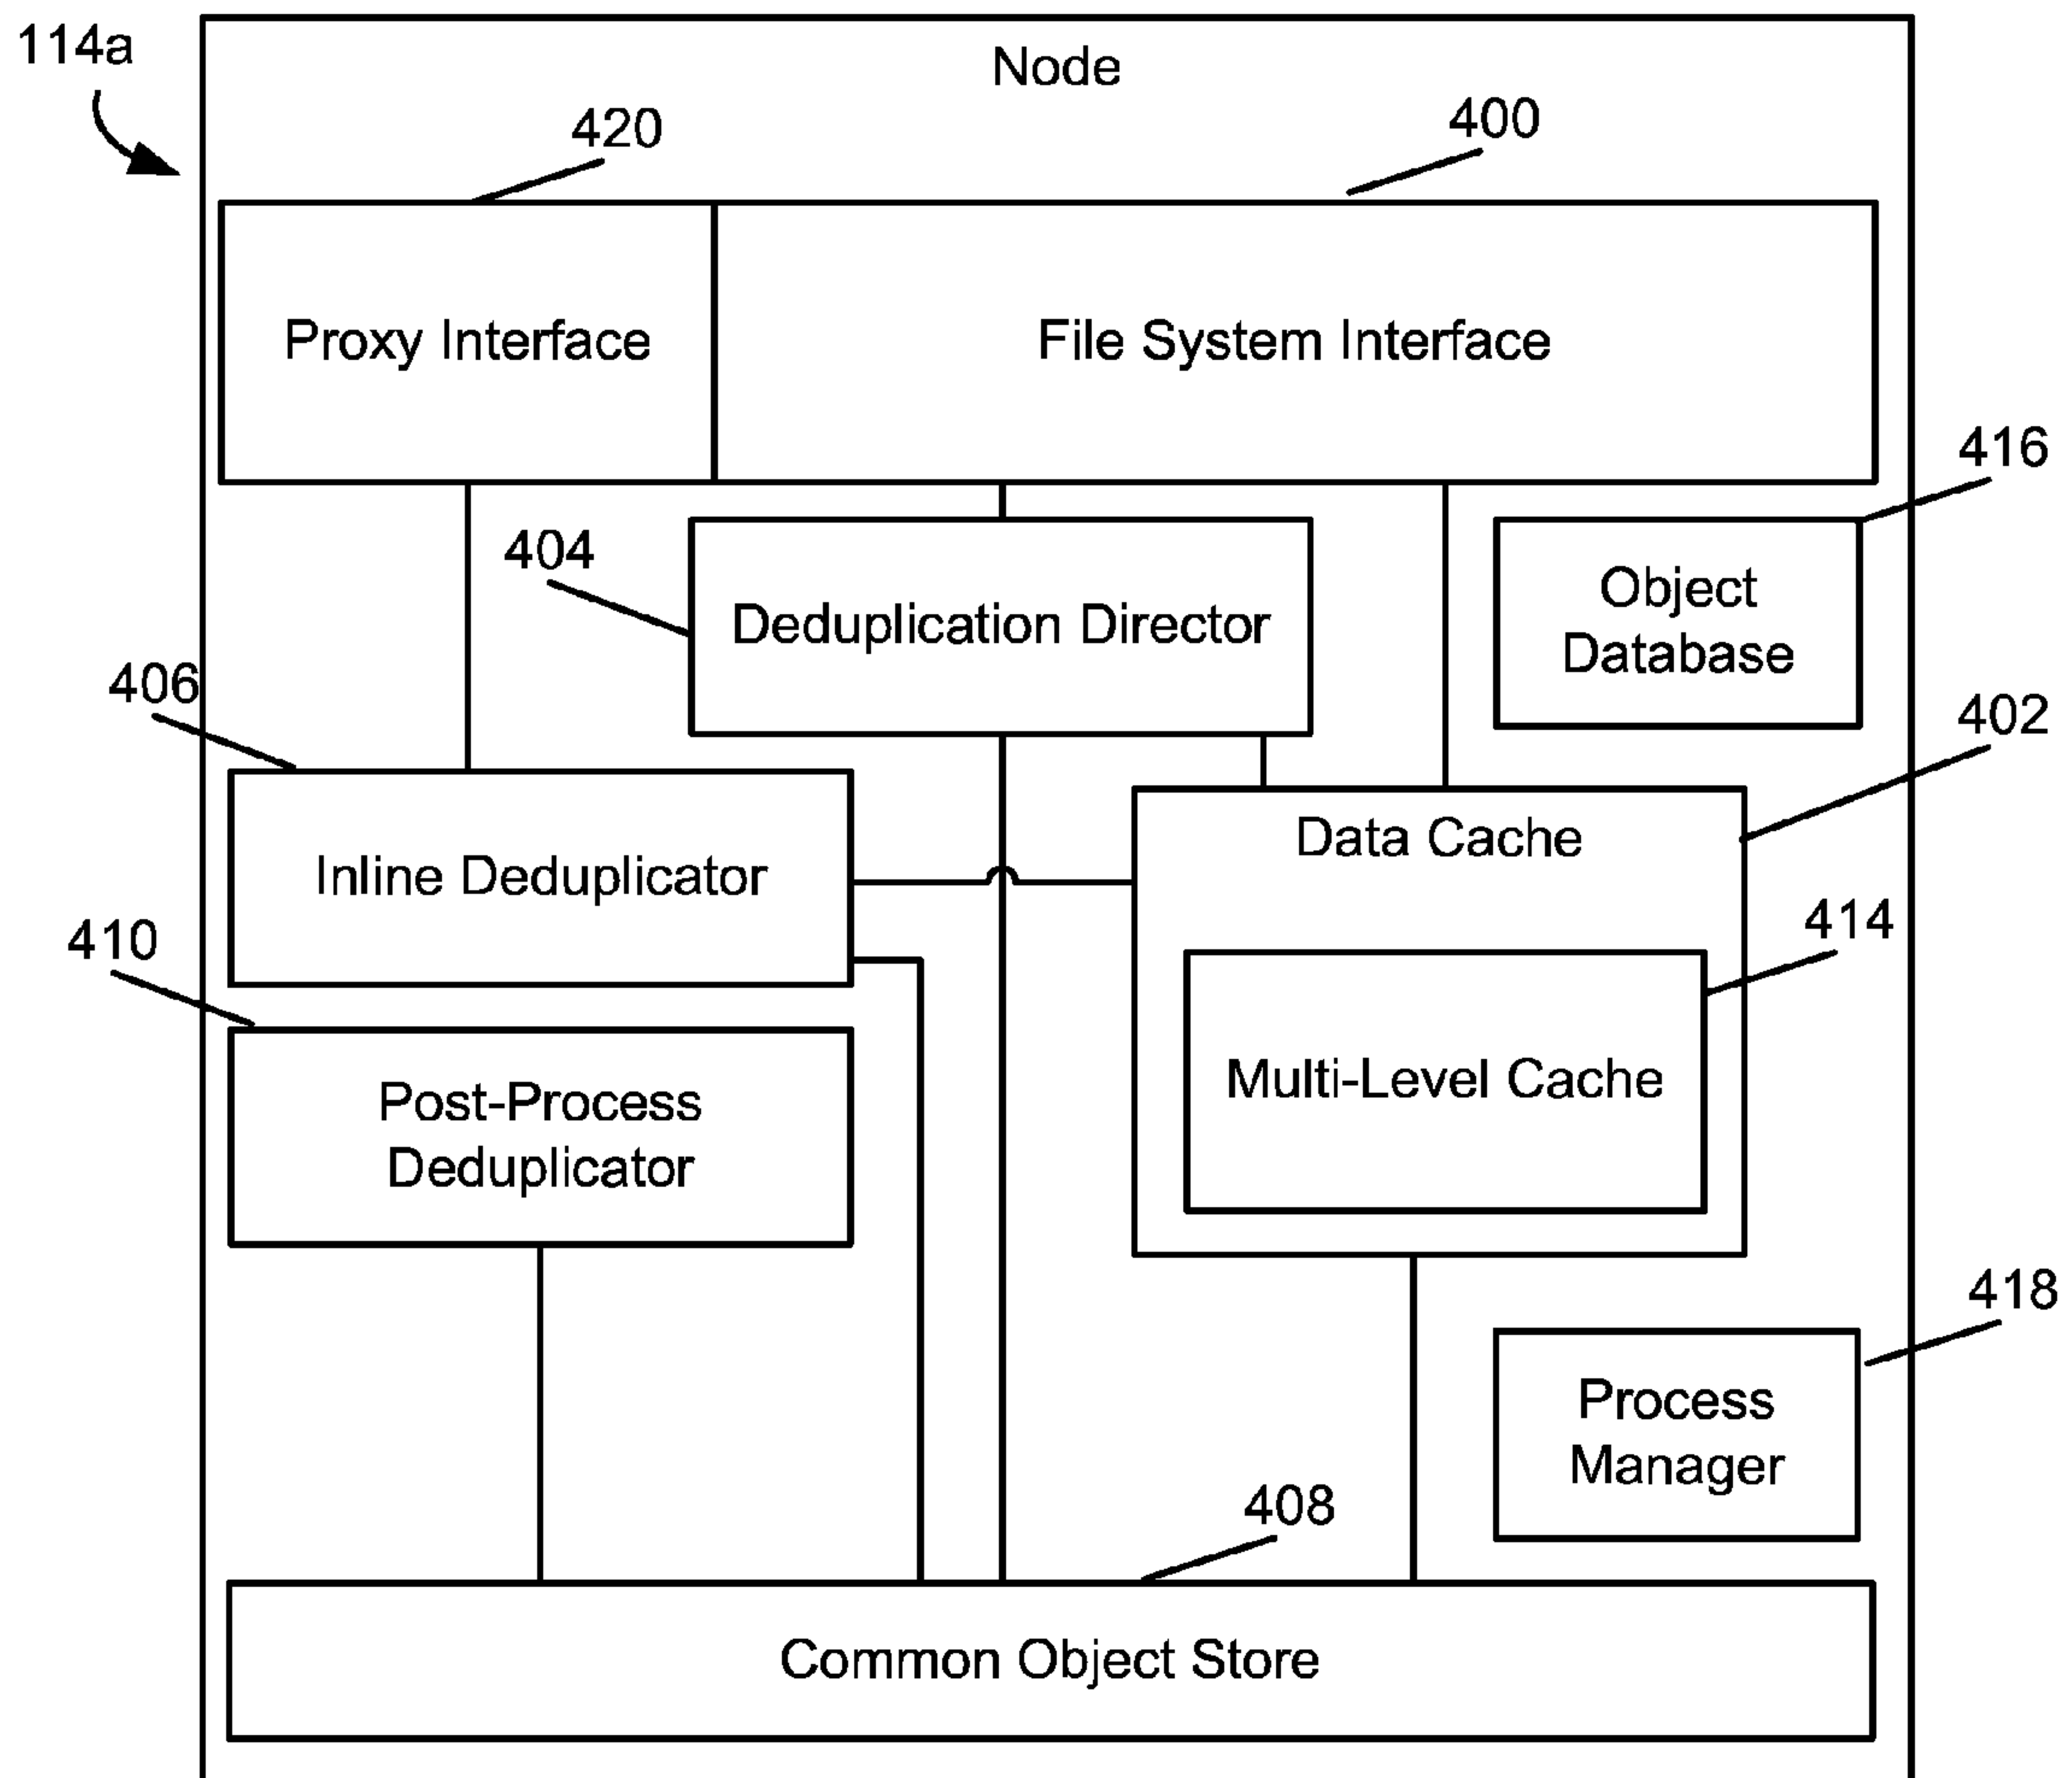 114a
Node
420
400
Proxy Interface
File System Interface
416
404
Deduplication Director
Object
Database
406
402
Data Cache
Inline Deduplicator
414
410
Multi-Level Cache
Post-Process
Deduplicator
418
Process
Manager
408
Common Object Store